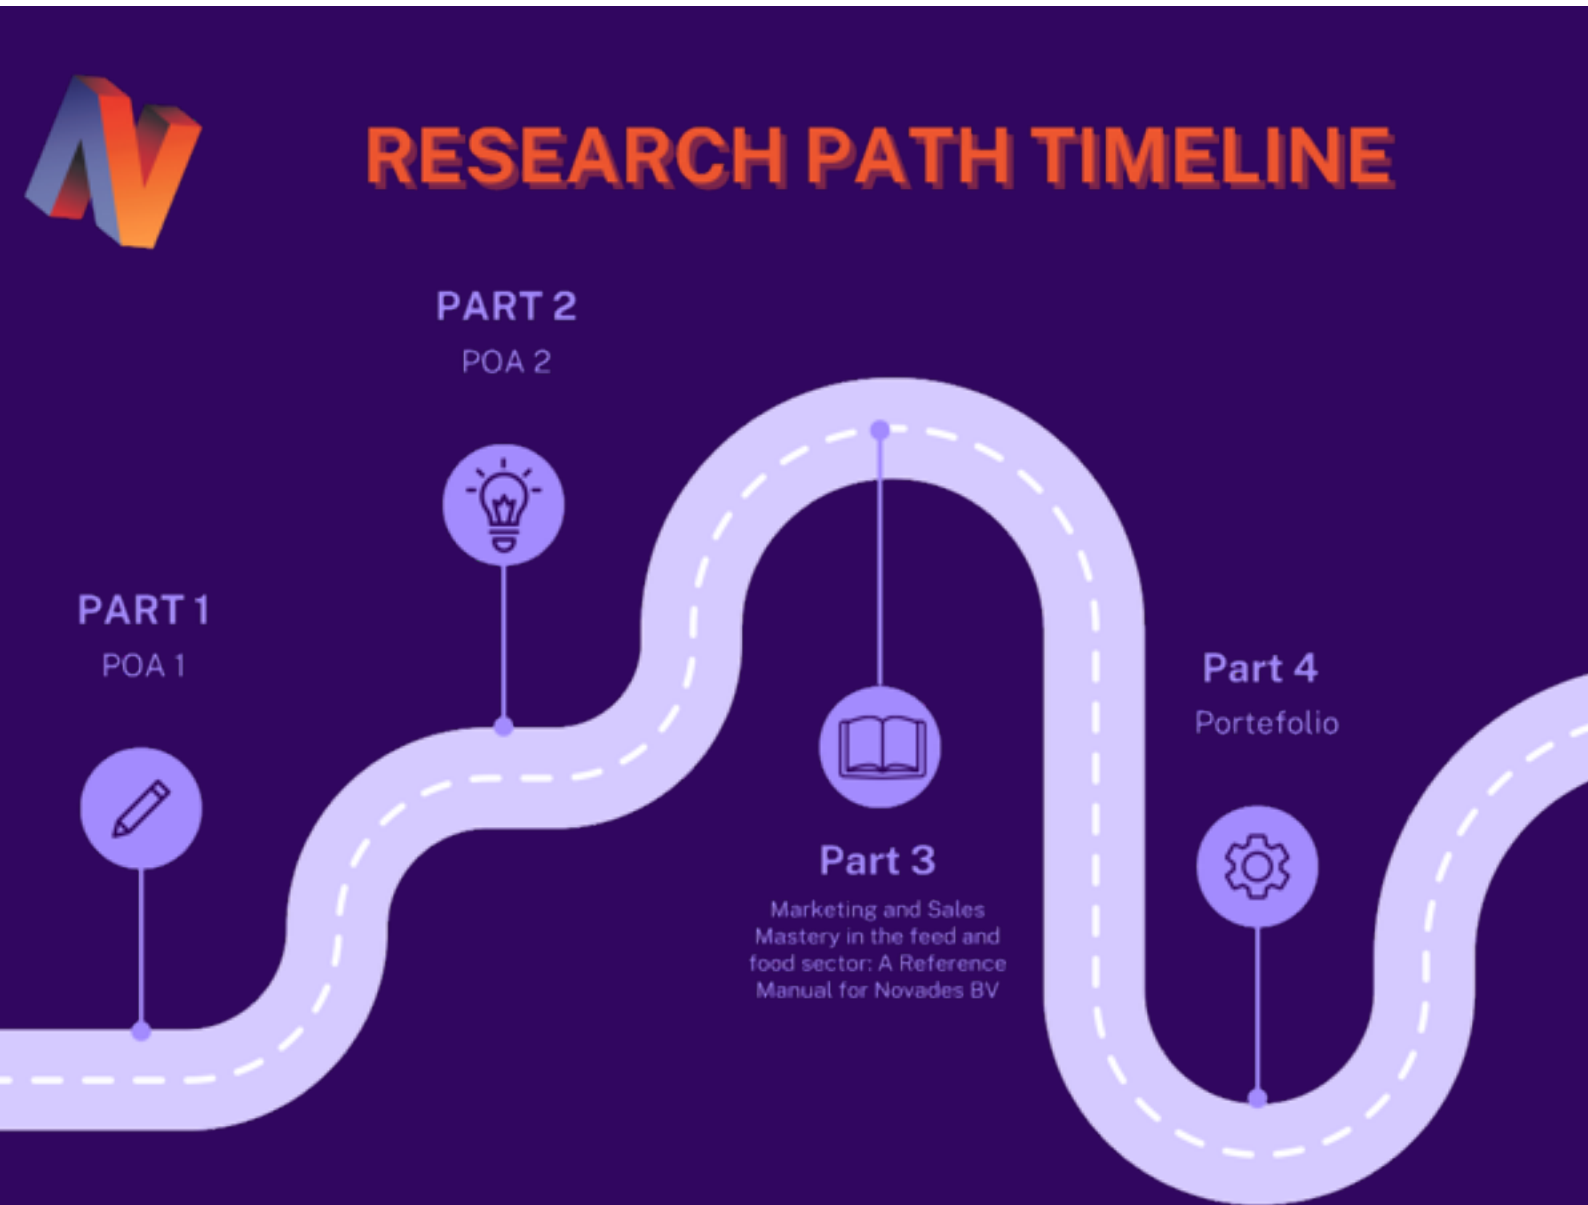 RESEARCH PATH TIMELINE
PART 1
POA 1
PART 2
POA 2
Part 3
Marketing and Sales
Mastery in the feed and
food sector: A Reference
Manual for Novades BV
Part 4
Portefolio